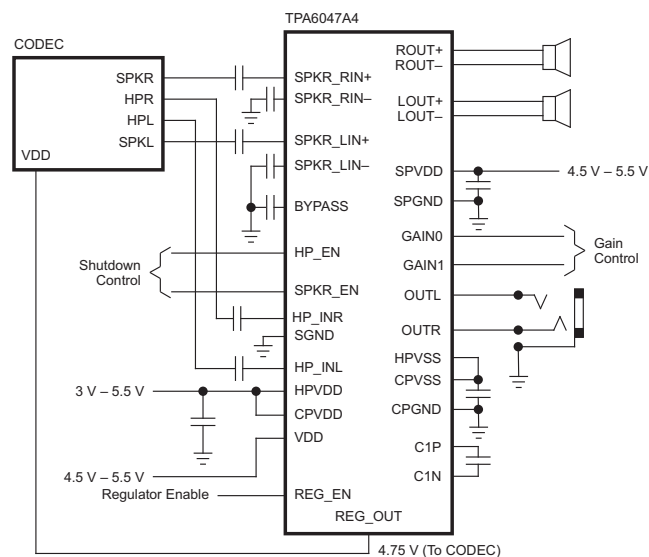 TPA6047A4
CODEC
SPKR
HPR
HPL
SPKL
VDD
SPKR_RIN+
SPKR_RIN–
SPKR_LIN+
SPKR_LIN–
BYPASS
Shutdown
Control
HP_EN
SPKR_EN
HP_INR
SGND
HP_INL
3 V – 5.5 V
HPVDD
CPVDD
VDD
4.5 V – 5.5 V
Regulator Enable
REG_EN
REG_OUT
4.75 V (To CODEC)
ROUT+
ROUT–
LOUT+
LOUT–
SPVDD
4.5 V – 5.5 V
SPGND
GAIN0
GAIN1
Gain
Control
OUTL
OUTR
HPVSS
CPVSS
CPGND
C1P
C1N